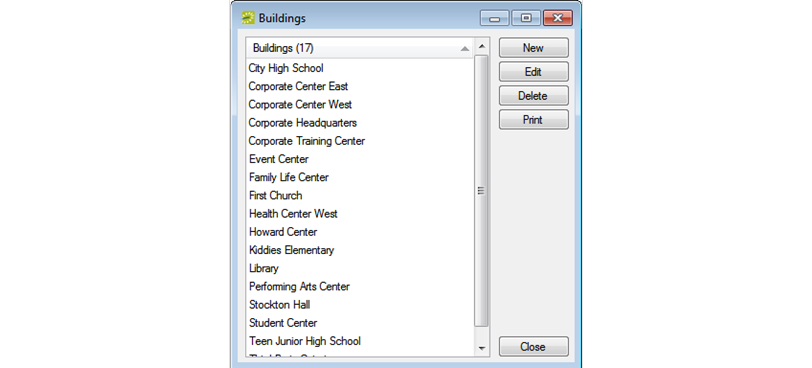 Buildings
Buildings (17)
City High School
Corporate Center East
Corporate Center West
Corporate Headquarters
Corporate Training Center
Event Center
Family Life Center
First Church
Health Center West
Howard Center
Kiddies Elementary
Library
Performing Arts Center
Stockton Hall
Student Center
Teen Junior High School
New
Edit
Delete
Print
Close